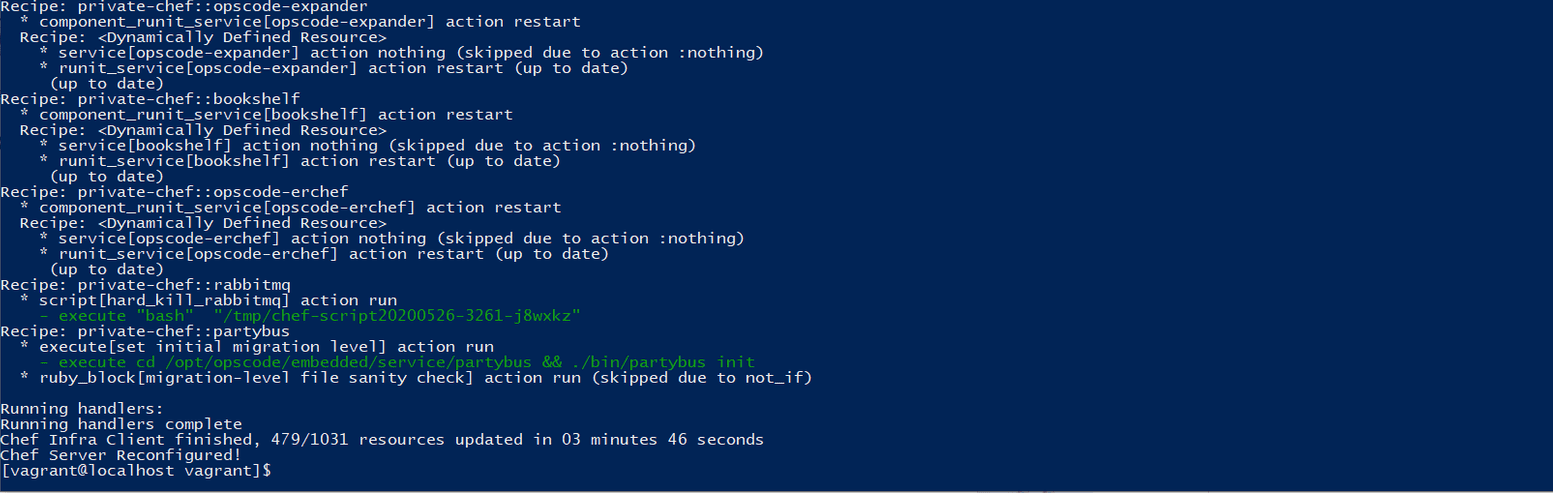 Recipe: private-chef::opscode-expander
  * component_runit_service[opscode-expander] action restart
  Recipe: <Dynamically Defined Resource>
    * service[opscode-expander] action nothing (skipped due to action :nothing)
    * runit_service[opscode-expander] action restart (up to date)
     (up to date)
Recipe: private-chef::bookshelf
  * component_runit_service[bookshelf] action restart
  Recipe: <Dynamically Defined Resource>
    * service[bookshelf] action nothing (skipped due to action :nothing)
    * runit_service[bookshelf] action restart (up to date)
     (up to date)
Recipe: private-chef::opscode-erchef
  * component_runit_service[opscode-erchef] action restart
  Recipe: <Dynamically Defined Resource>
    * service[opscode-erchef] action nothing (skipped due to action :nothing)
    * runit_service[opscode-erchef] action restart (up to date)
     (up to date)
Recipe: private-chef::rabbitmq
  * script[hard_kill_rabbitmq] action run
    - execute "bash"  "/tmp/chef-script20200526-3261-j8wxkz"
Recipe: private-chef::partybus
  * execute[set initial migration level] action run
    - execute cd /opt/opscode/embedded/service/partybus && ./bin/partybus init
  * ruby_block[migration-level file sanity check] action run (skipped due to not_if)

Running handlers:
Running handlers complete
Chef Infra Client finished, 479/1031 resources updated in 03 minutes 46 seconds
Chef Server Reconfigured!
[vagrant@localhost vagrant]$